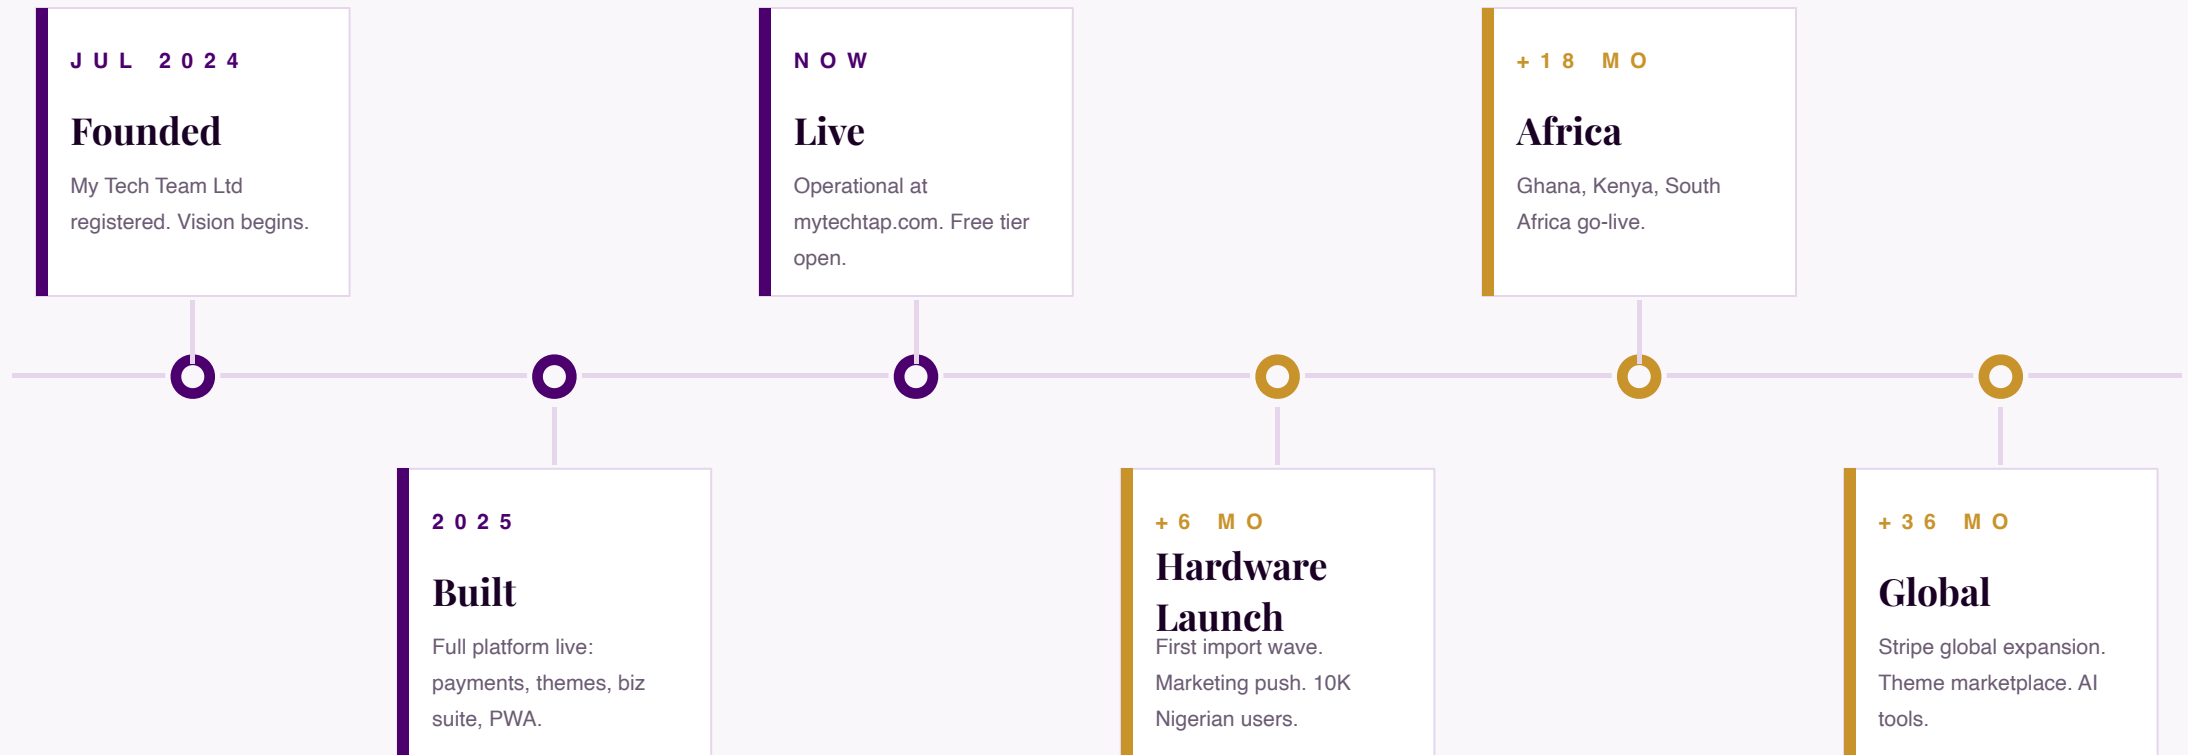 JUL 2024
Founded
My Tech Team Ltd
registered. Vision begins.
2025
Built
Full platform live:
payments, themes, biz
suite, PWA.
NOW
Live
Operational at
mytechtap.com. Free tier
open.
+6 MO
Hardware
Launch
First import wave.
Marketing push. 10K
Nigerian users.
+18 MO
Africa
Ghana, Kenya, South
Africa go-live.
+36 MO
Global
Stripe global expansion.
Theme marketplace. AI
tools.